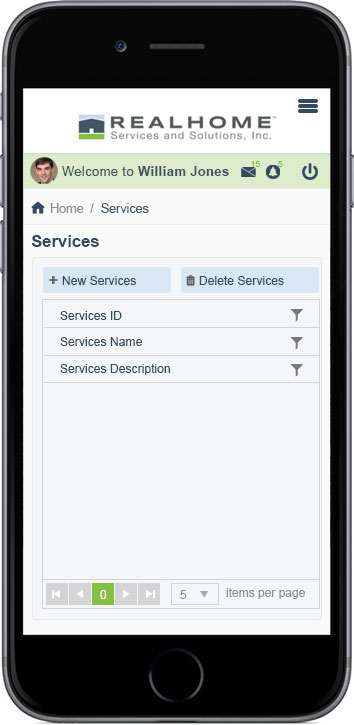 REALHOME™
Services and Solutions, Inc.
Welcome to William Jones 15 5
Home / Services
Services
+ New Services Delete Services
Services ID
Services Name
Services Description
0 5 items per page